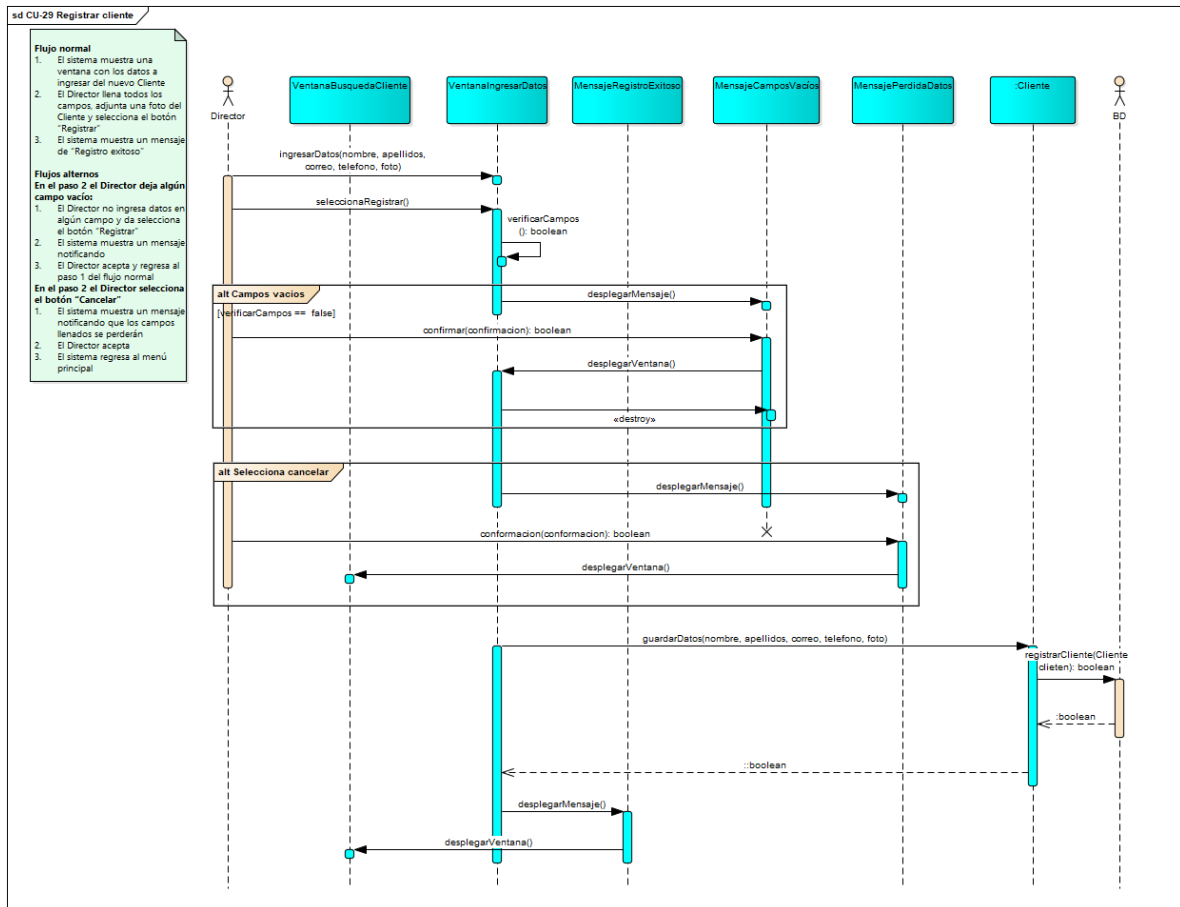 sd CU-29 Registrar cliente
Flujo normal
1. El sistema muestra una
ventana con los datos a
ingresar del nuevo Cliente
2. El Director llena todos los
campos, adjunta una foto del
Cliente y selecciona el botón
"Registrar"
3. El sistema muestra un mensaje
de "Registro exitoso"
Flujos alternos
En el paso 2 el Director deja algún
campo vacío:
1. El Director no ingresa datos en
algún campo y da selecciona
el botón "Registrar"
2. El sistema muestra un mensaje
notificando
3. El Director acepta y regresa al
paso 1 del flujo normal
En el paso 2 el Director selecciona
el botón "Cancelar"
1. El sistema muestra un mensaje
notificando que los campos
llenados se perderán
2. El Director acepta
3. El sistema regresa al menú
principal
Director
VentanaBusquedaCliente
VentanaIngresarDatos
MensajeRegistroExitoso
MensajeCamposVacíos
MensajePerdidaDatos
:Cliente
BD
ingresarDatos(nombre, apellidos,
correo, telefono, foto)
seleccionaRegistrar()
verificarCampos
(): boolean
alt Campos vacios
[verificarCampos == false]
desplegarMensaje()
confirmar(confirmacion): boolean
desplegarVentana()
«destroy»
alt Selecciona cancelar
desplegarMensaje()
conformacion(conformacion): boolean
desplegarVentana()
guardarDatos(nombre, apellidos, correo, telefono, foto)
registrarCliente(Cliente
clieten): boolean
:boolean
::boolean
desplegarMensaje()
desplegarVentana()